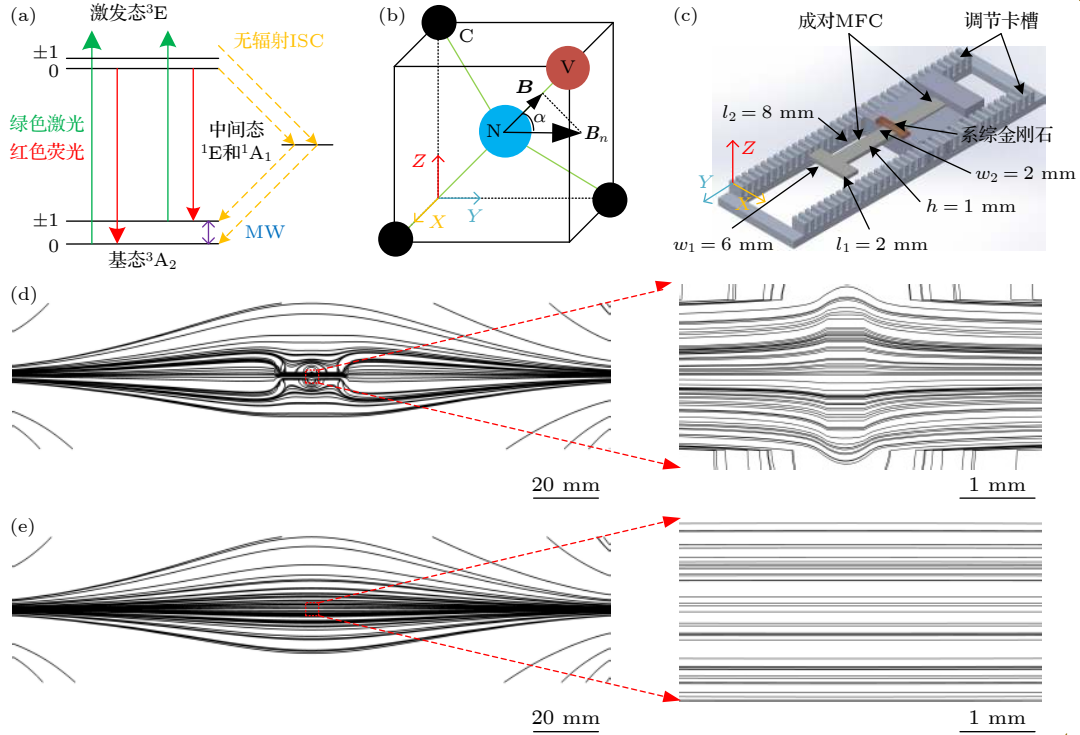 (a)
激发态³E
无辐射ISC
±1
0
绿色激光
红色荧光
中间态
¹E和¹A₁
±1
0
MW
基态³A₂
(b)
C
V
B
α
N
Bₙ
Z
Y
X
(c)
成对MFC
调节卡槽
l₂ = 8 mm
系综金刚石
Z
Y
X
w₂ = 2 mm
h = 1 mm
w₁ = 6 mm
l₁ = 2 mm
(d)
20 mm
1 mm
(e)
20 mm
1 mm